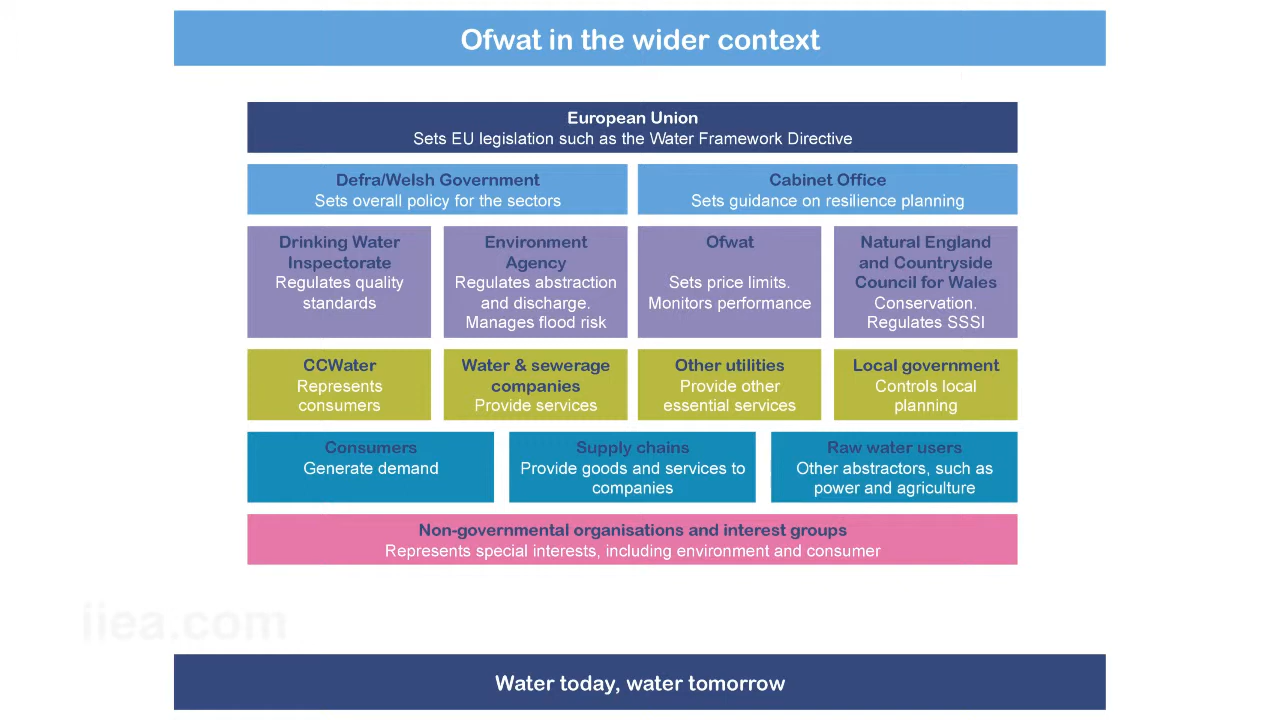 Ofwat in the wider context
European Union
Sets EU legislation such as the Water Framework Directive
Defra/Welsh Government
Sets overall policy for the sectors
Cabinet Office
Sets guidance on resilience planning
Drinking Water
Inspectorate
Regulates quality
standards
Environment
Agency
Regulates abstraction
and discharge.
Manages flood risk
Ofwat
Sets price limits.
Monitors performance
Natural England
and Countryside
Council for Wales
Conservation.
Regulates SSSI
CCWater
Represents
consumers
Water & sewerage
companies
Provide services
Other utilities
Provide other
essential services
Local government
Controls local
planning
Consumers
Generate demand
Supply chains
Provide goods and services to
companies
Raw water users
Other abstractors, such as
power and agriculture
Non-governmental organisations and interest groups
Represents special interests, including environment and consumer
iiea.com
Water today, water tomorrow